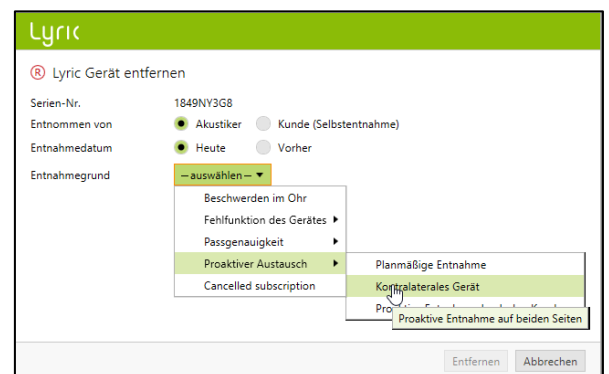 Lyric
R Lyric Gerät entfernen
Serien-Nr. 1849NY3G8
Entnommen von Akustiker Kunde (Selbstentnahme)
Entnahmedatum Heute Vorher
Entnahmegrund —auswählen—
Beschwerden im Ohr
Fehlfunktion des Gerätes
Passgenauigkeit
Proaktiver Austausch
Cancelled subscription
Planmäßige Entnahme
Kontralaterales Gerät
Proaktive Entnahme auf beiden Seiten
Entfernen Abbrechen